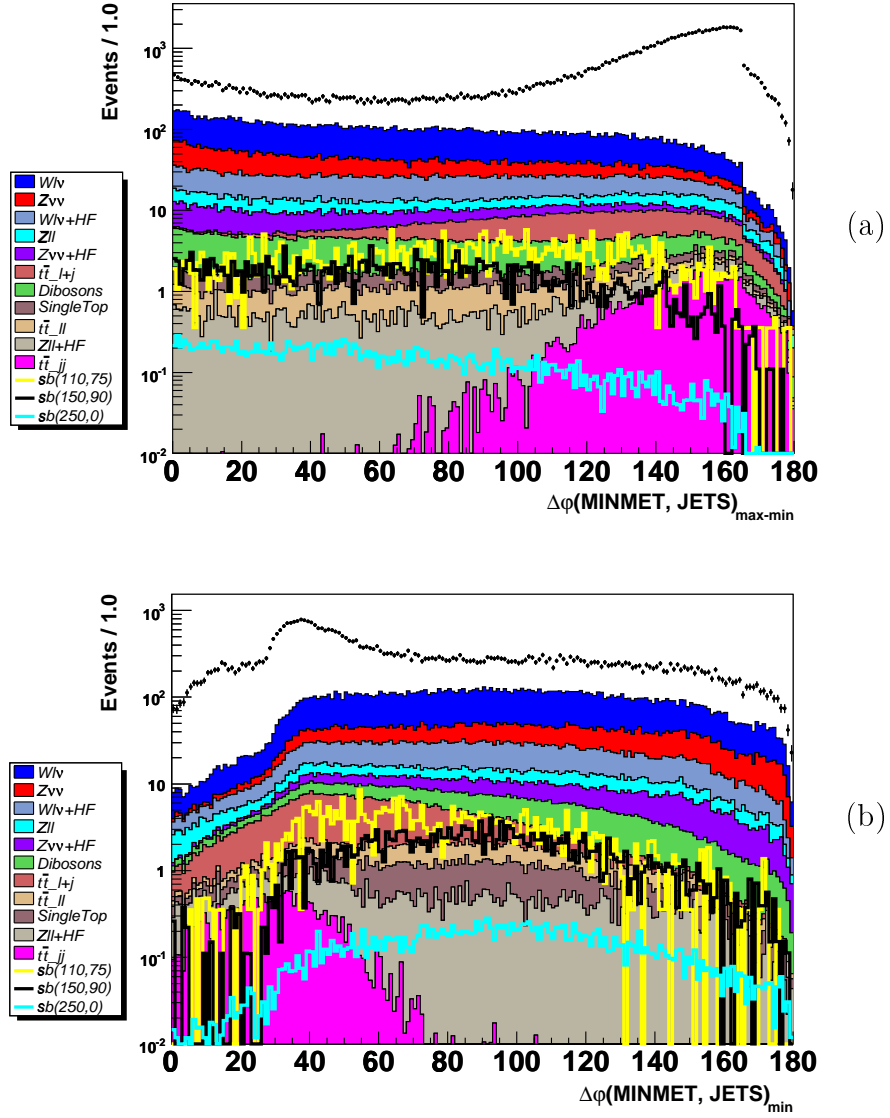 Events / 1.0
10³
10²
10
1
10⁻¹
10⁻²
0 20 40 60 80 100 120 140 160 180
Δφ(MINMET, JETS)max-min
Wlν
Zνν
Wlν+HF
Zll
Zνν+HF
tt̄_l+j
Dibosons
SingleTop
tt̄_ll
Zll+HF
tt̄_jj
sb(110,75)
sb(150,90)
sb(250,0)
(a)
Events / 1.0
10³
10²
10
1
10⁻¹
10⁻²
0 20 40 60 80 100 120 140 160 180
Δφ(MINMET, JETS)min
Wlν
Zνν
Wlν+HF
Zll
Zνν+HF
Dibosons
tt̄_l+j
tt̄_ll
SingleTop
Zll+HF
tt̄_jj
sb(110,75)
sb(150,90)
sb(250,0)
(b)